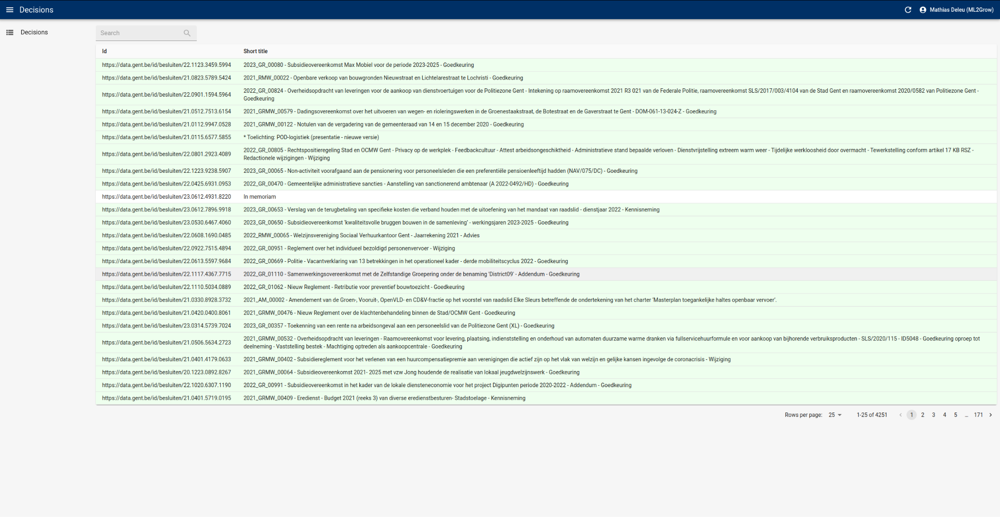 Decisions
Mathias Deleu (ML2Grow)
Decisions
Search
Id Short title
https://data.gent.be/id/besluiten/22.1123.3459.5994 2023_GR_00080 - Subsidieovereenkomst Max Mobiel voor de periode 2023-2025 - Goedkeuring
https://data.gent.be/id/besluiten/21.0823.5789.5424 2021_RMW_00022 - Openbare verkoop van bouwgronden Nieuwstraat en Lichtelarestraat te Lochristi - Goedkeuring
https://data.gent.be/id/besluiten/22.0901.1594.5964 2022_GR_00824 - Overheidsopdracht van leveringen voor de aankoop van dienstvoertuigen voor de Politiezone Gent - Intekening op raamovereenkomst 2021 R3 021 van de Federale Politie, raamovereenkomst SLS/2017/003/4104 van de Stad Gent en raamovereenkomst 2020/0582 van Politiezone Gent -
Goedkeuring
https://data.gent.be/id/besluiten/21.0512.7513.6154 2021_GRMW_00579 - Dadingsovereenkomst over het uitvoeren van wegen- en rioleringswerken in de Groenestaakstraat, de Botestraat en de Gaverstraat te Gent - DOM-061-13-024-Z - Goedkeuring
https://data.gent.be/id/besluiten/21.0112.9947.0528 2021_GRMW_00122 - Notulen van de vergadering van de gemeenteraad van 14 en 15 december 2020 - Goedkeuring
https://data.gent.be/id/besluiten/21.0115.6577.5855 * Toelichting: POD-logistiek (presentatie - nieuwe versie)
https://data.gent.be/id/besluiten/22.0801.2923.4089 2022_GR_00805 - Rechtspositieregeling Stad en OCMW Gent - Privacy op de werkplek - Feedbackcultuur - Attest arbeidsongeschiktheid - Administratieve stand bepaalde verloven - Dienstvrijstelling extreem warm weer - Tijdelijke werkloosheid door overmacht - Tewerkstelling conform artikel 17 KB RSZ -
Redactionele wijzigingen - Wijziging
https://data.gent.be/id/besluiten/22.1223.9238.5907 2023_GR_00065 - Non-activiteit voorafgaand aan de pensionering voor personeelsleden die een preferentiële pensioenleeftijd hadden (NAV/075/DC) - Goedkeuring
https://data.gent.be/id/besluiten/22.0425.6931.0953 2022_GR_00470 - Gemeentelijke administratieve sancties - Aanstelling van sanctionerend ambtenaar (A 2022-0492/HD) - Goedkeuring
https://data.gent.be/id/besluiten/23.0612.4931.8220 In memoriam
https://data.gent.be/id/besluiten/23.0612.7896.9918 2023_GR_00653 - Verslag van de terugbetaling van specifieke kosten die verband houden met de uitoefening van het mandaat van raadslid - dienstjaar 2022 - Kennisneming
https://data.gent.be/id/besluiten/23.0530.6467.4060 2023_GR_00650 - Subsidieovereenkomst ‘kwaliteitsvolle bruggen bouwen in de samenleving’ - werkingsjaren 2023-2025 - Goedkeuring
https://data.gent.be/id/besluiten/22.0608.1690.0485 2022_RMW_00065 - Welzijnsvereniging Sociaal Verhuurkantoor Gent - Jaarrekening 2021 - Advies
https://data.gent.be/id/besluiten/22.0922.7515.4894 2022_GR_00951 - Reglement over het individueel bezoldigd personenvervoer - Wijziging
https://data.gent.be/id/besluiten/22.0613.5597.9684 2022_GR_00669 - Politie - Vacantverklaring van 13 betrekkingen in het operationeel kader - derde mobiliteitscyclus 2022 - Goedkeuring
https://data.gent.be/id/besluiten/22.1117.4367.7715 2022_GR_01110 - Samenwerkingsovereenkomst met de Zelfstandige Groepering onder de benaming 'District09' - Addendum - Goedkeuring
https://data.gent.be/id/besluiten/22.1110.5034.0889 2022_GR_01062 - Nieuw Reglement - Retributie voor preventief bouwtoezicht - Goedkeuring
https://data.gent.be/id/besluiten/21.0330.8928.3732 2021_AM_00002 - Amendement van de Groen-, Vooruit-, OpenVLD- en CD&V-fractie op het voorstel van raadslid Elke Sleurs betreffende de ondertekening van het charter ‘Masterplan toegankelijke haltes openbaar vervoer’.
https://data.gent.be/id/besluiten/21.0420.0400.8061 2021_GRMW_00476 - Nieuw Reglement over de klachtenbehandeling binnen de Stad/OCMW Gent - Goedkeuring
https://data.gent.be/id/besluiten/23.0314.5739.7024 2023_GR_00357 - Toekenning van een rente na arbeidsongeval aan een personeelslid van de Politiezone Gent (XL) - Goedkeuring
https://data.gent.be/id/besluiten/21.0506.5634.2723 2021_GRMW_00532 - Overheidsopdracht van leveringen - Raamovereenkomst voor levering, plaatsing, indienststelling en onderhoud van automaten duurzame warme dranken via fullservicehuurformule en voor aankoop van bijhorende verbruiksproducten - SLS/2020/115 - ID5048 - Goedkeuring oproep tot
deelneming - Vaststelling bestek - Machtiging optreden als aankoopcentrale - Goedkeuring
https://data.gent.be/id/besluiten/21.0401.4179.0633 2021_GRMW_00402 - Subsidiereglement voor het verlenen van een huurcompensatiepremie aan verenigingen die actief zijn op het vlak van welzijn en gelijke kansen ingevolge de coronacrisis - Wijziging
https://data.gent.be/id/besluiten/20.1223.0892.8267 2021_GRMW_00064 - Subsidieovereenkomst 2021- 2025 met vzw Jong houdende de realisatie van lokaal jeugdwelzijnswerk - Goedkeuring
https://data.gent.be/id/besluiten/22.1020.6307.1190 2022_GR_00991 - Subsidieovereenkomst in het kader van de lokale diensteneconomie voor het project Digipunten periode 2020-2022 - Addendum - Goedkeuring
https://data.gent.be/id/besluiten/21.0401.5719.0195 2021_GRMW_00409 - Eredienst - Budget 2021 (reeks 3) van diverse eredienstbesturen- Stadstoelage - Kennisneming
Rows per page: 25 1-25 of 4251 1 2 3 4 5 ... 171